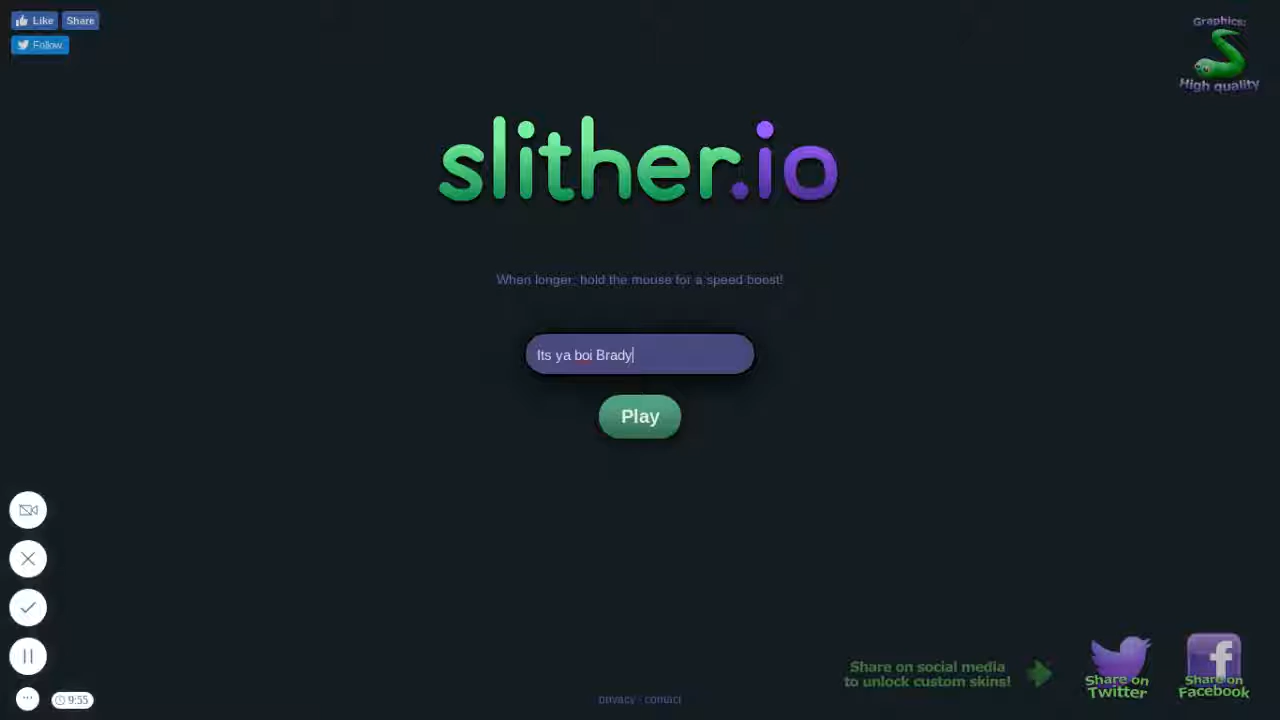 Like Share
Follow
Graphics:
High quality
slither.io
When longer, hold the mouse for a speed boost!
Its ya boi Brady
Play
9:55
Share on social media
to unlock custom skins!
Share on
Twitter
Share on
Facebook
privacy · contact